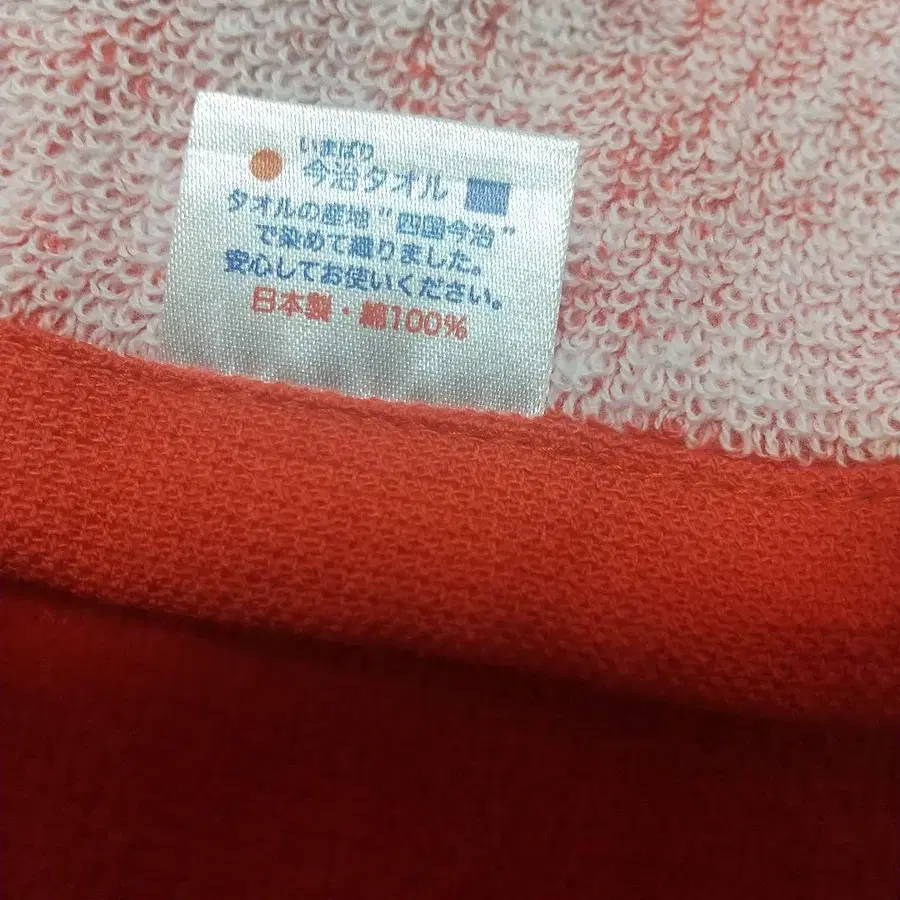 いまばり
今治タオル
タオルの産地"四国今治"
で染めて織りました。
安心してお使いください。
日本製・綿100%